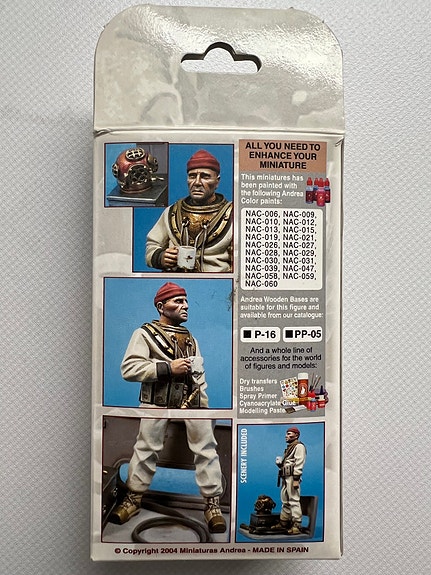 ALL YOU NEED TO
ENHANCE YOUR
MINIATURE
This miniatures has
been painted with
the following Andrea
Color paints:
NAC-006, NAC-009,
NAC-010, NAC-012,
NAC-013, NAC-015,
NAC-019, NAC-021,
NAC-026, NAC-027,
NAC-028, NAC-029,
NAC-030, NAC-031,
NAC-039, NAC-047,
NAC-058, NAC-059,
NAC-060
Andrea Wooden Bases are
suitable for this figure and
available from our catalogue:
■ P-16 ■ PP-05
And a whole line of
accessories for the world
of figures and models:
Dry transfers
Brushes
Spray Primer
Cyanoacrylate Glue
Modelling Paste
SCENERY INCLUDED
© Copyright 2004 Miniaturas Andrea - MADE IN SPAIN